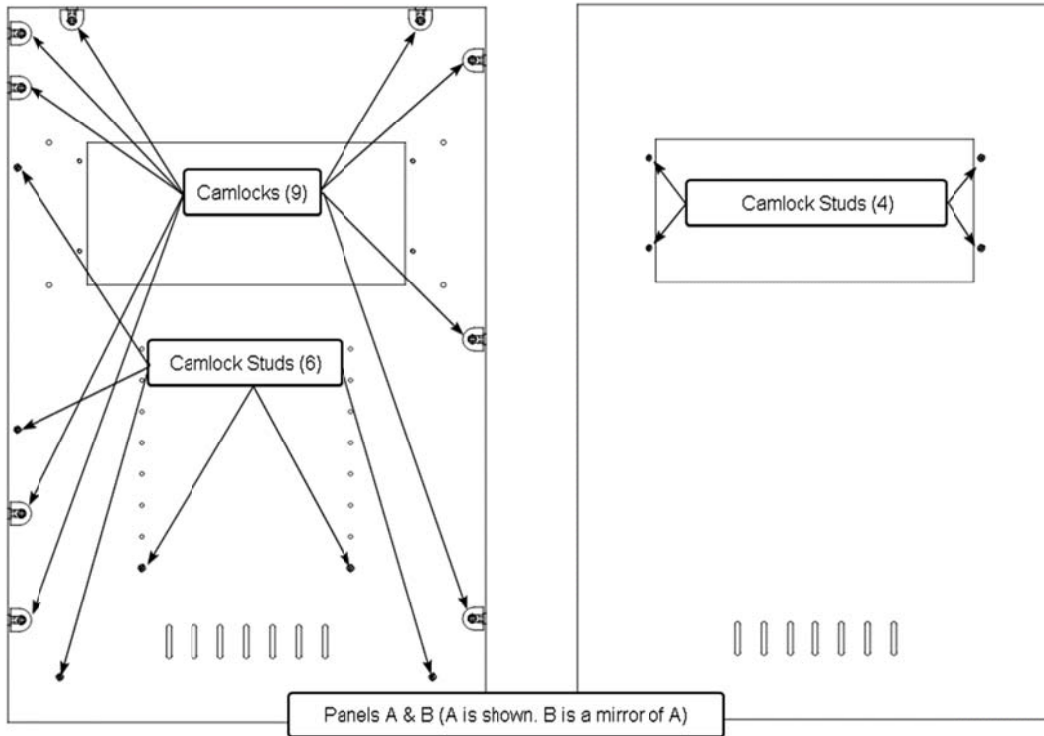 Camlocks (9)
Camlock Studs (4)
Camlock Studs (6)
Panels A & B (A is shown. B is a mirror of A)